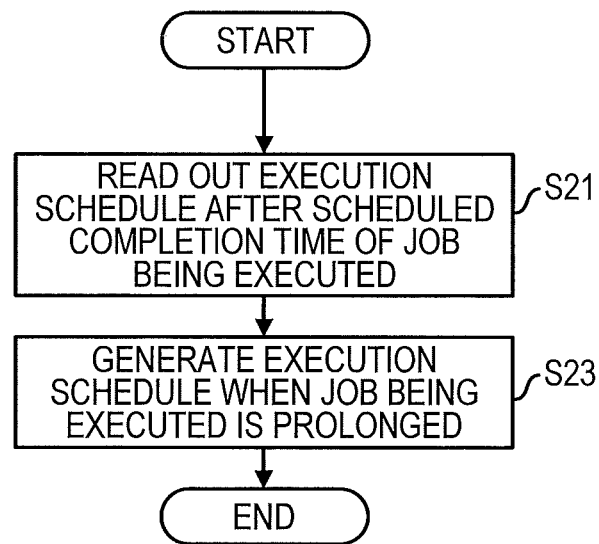 START
READ OUT EXECUTION
SCHEDULE AFTER SCHEDULED
COMPLETION TIME OF JOB
BEING EXECUTED
S21
GENERATE EXECUTION
SCHEDULE WHEN JOB BEING
EXECUTED IS PROLONGED
S23
END